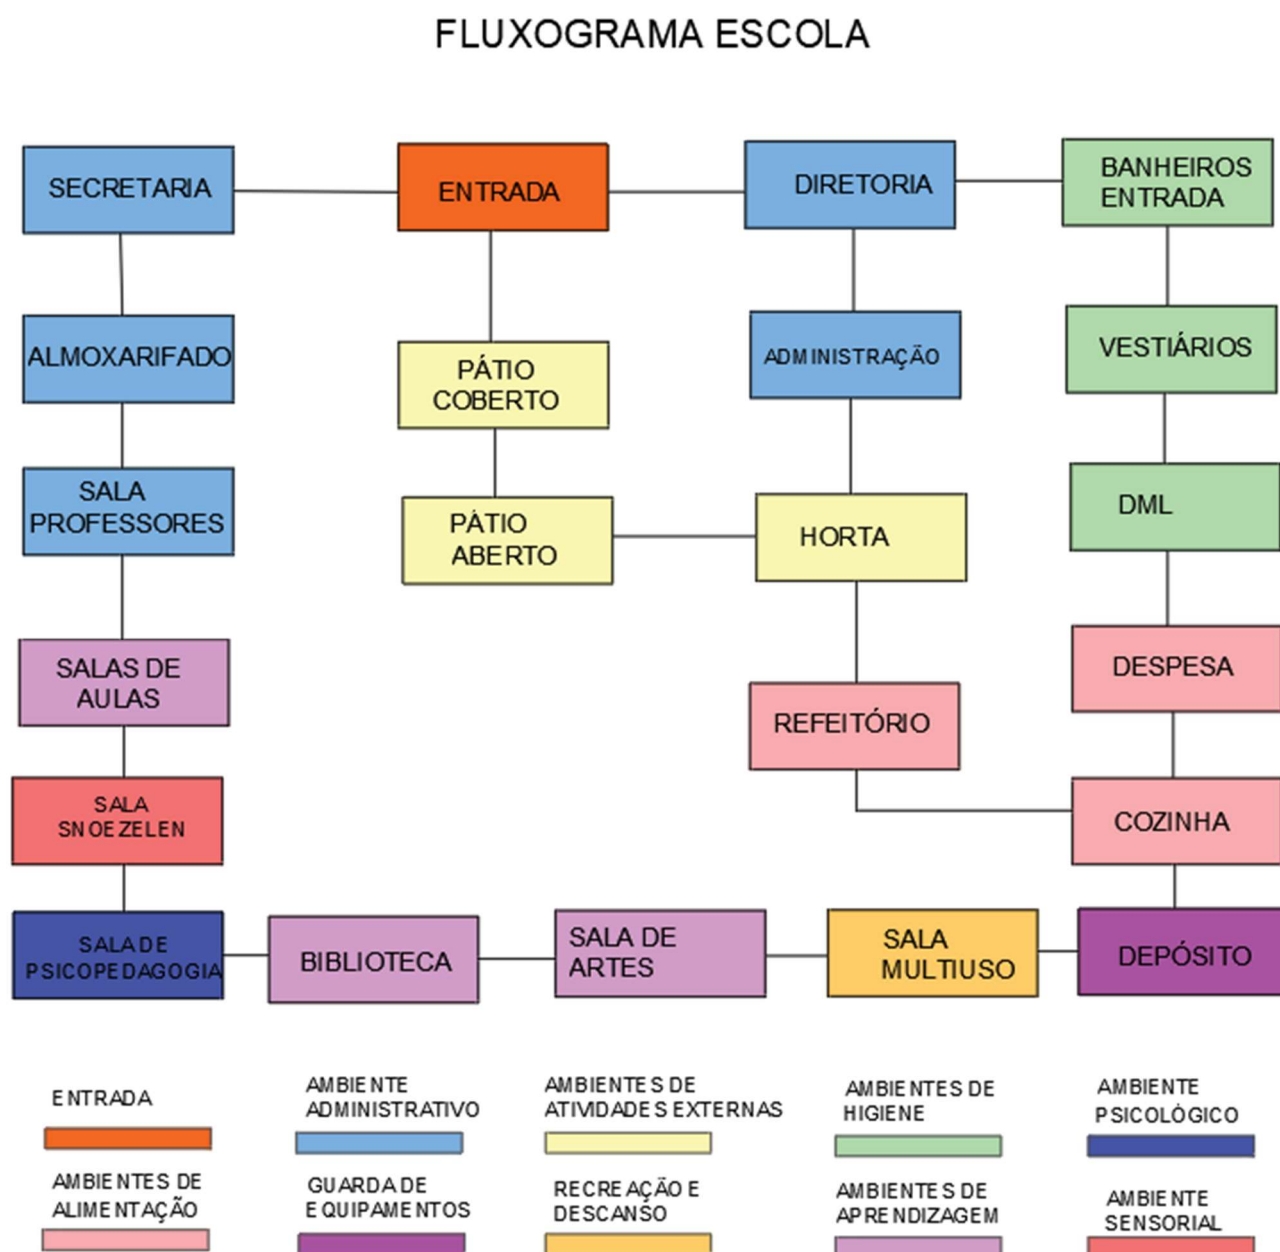 FLUXOGRAMA ESCOLA
SECRETARIA
ENTRADA
DIRETORIA
BANHEIROS
ENTRADA
ALMOXARIFADO
PÁTIO
COBERTO
ADMINISTRAÇÃO
VESTIÁRIOS
SALA
PROFESSORES
PÁTIO
ABERTO
HORTA
DML
SALAS DE
AULAS
REFEITÓRIO
DESPESA
SALA
SNOEZELEN
COZINHA
SALA DE
PSICOPEDAGOGIA
BIBLIOTECA
SALA DE
ARTES
SALA
MULTIUSO
DEPÓSITO
ENTRADA
AMBIENTE
ADMINISTRATIVO
AMBIENTES DE
ATIVIDADES EXTERNAS
AMBIENTES DE
HIGIENE
AMBIENTE
PSICOLÓGICO
AMBIENTES DE
ALIMENTAÇÃO
GUARDA DE
EQUIPAMENTOS
RECREAÇÃO E
DESCANSO
AMBIENTES DE
APRENDIZAGEM
AMBIENTE
SENSORIAL